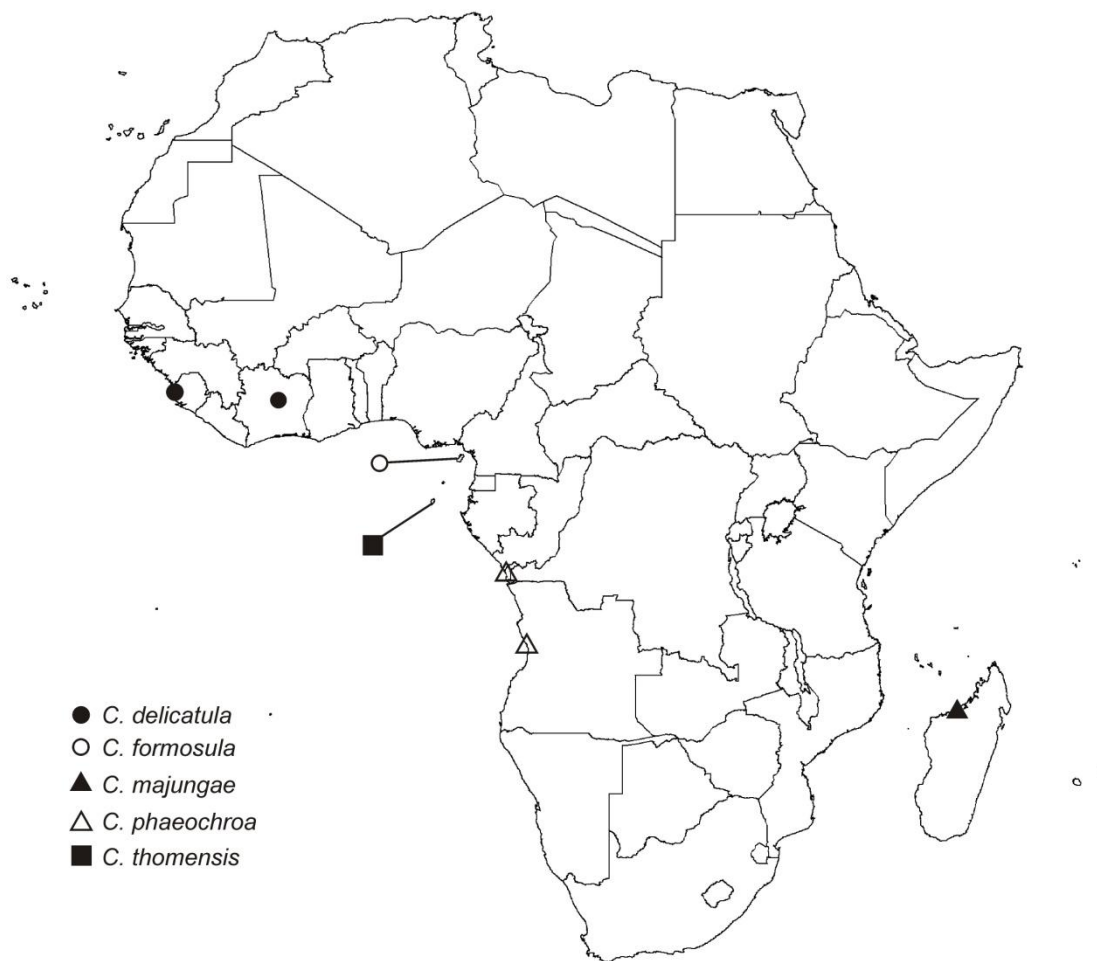 C. delicatula
C. formosula
C. majungae
C. phaeochroa
C. thomensis